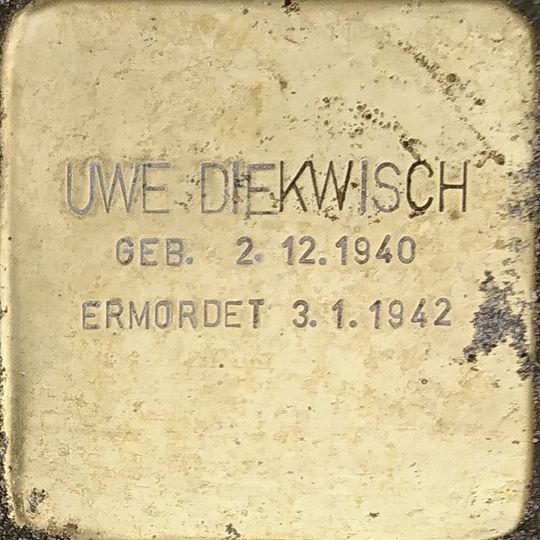 UWE DIEKWISCH
GEB. 2. 12. 1940
ERMORDET 3. 1. 1942